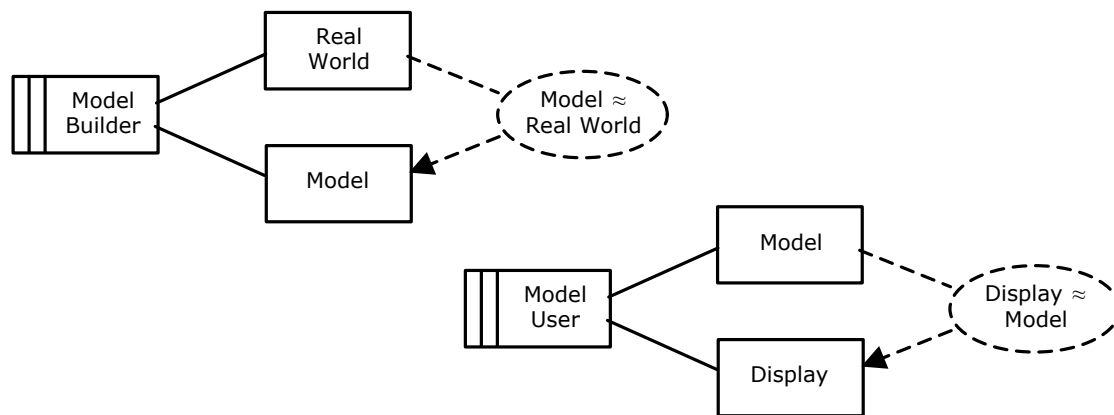 Real
World
Model
Builder
Model ≈
Real World
Model
Model
Model
User
Display ≈
Model
Display